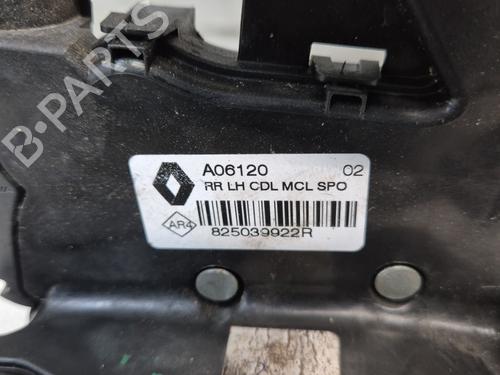 B-PARTS
A06120 02
RR LH CDL MCL SPO
AR4
825039922R